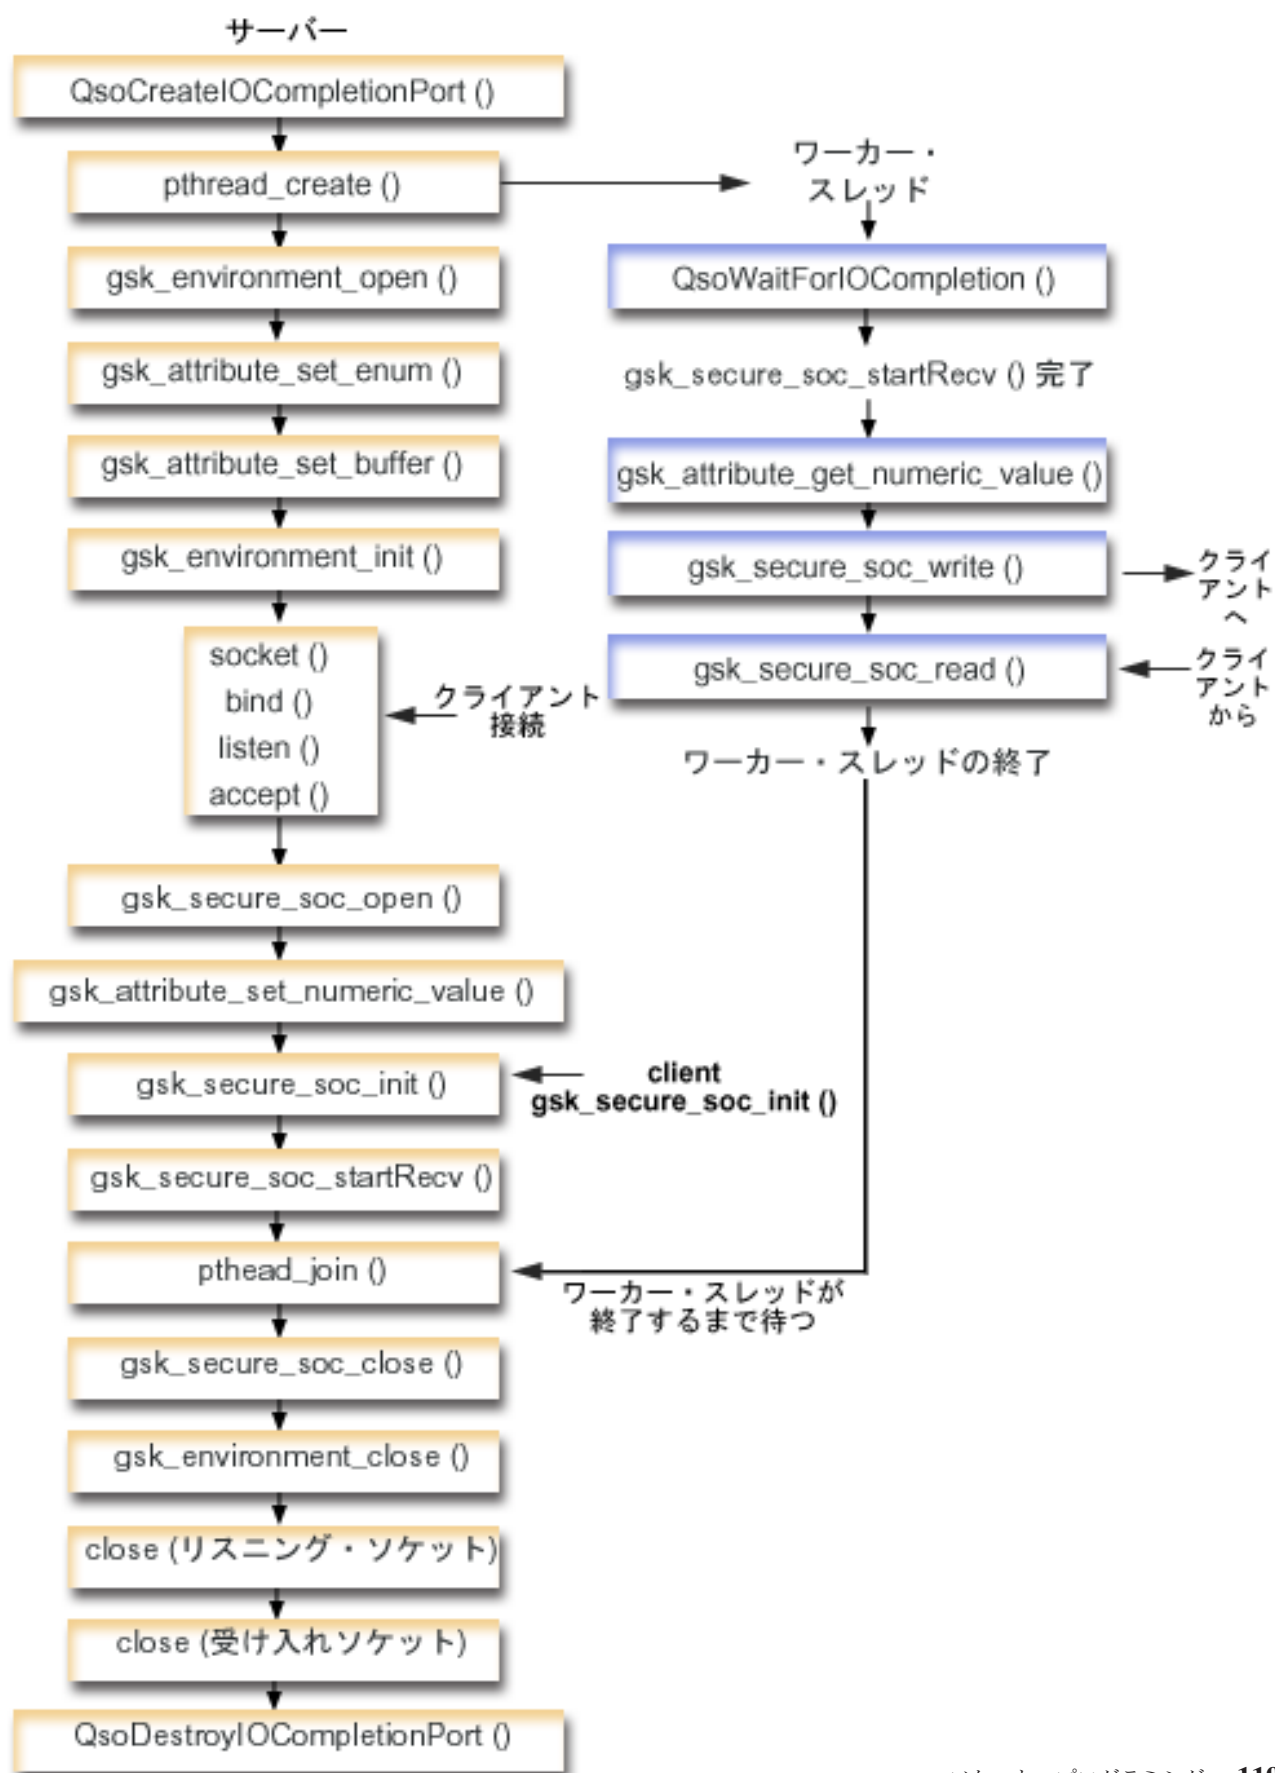 サーバー
QsoCreateIOCompletionPort ()
pthread_create ()
gsk_environment_open ()
gsk_attribute_set_enum ()
gsk_attribute_set_buffer ()
gsk_environment_init ()
socket ()
bind ()
listen ()
accept ()
クライアント
接続
gsk_secure_soc_open ()
gsk_attribute_set_numeric_value ()
gsk_secure_soc_init ()
client
gsk_secure_soc_init ()
gsk_secure_soc_startRecv ()
pthead_join ()
ワーカー・スレッドが
終了するまで待つ
gsk_secure_soc_close ()
gsk_environment_close ()
close (リスニング・ソケット)
close (受け入れソケット)
QsoDestroyIOCompletionPort ()
ワーカー・
スレッド
QsoWaitForIOCompletion ()
gsk_secure_soc_startRecv () 完了
gsk_attribute_get_numeric_value ()
gsk_secure_soc_write ()
クライ
アント
へ
gsk_secure_soc_read ()
クライ
アント
から
ワーカー・スレッドの終了